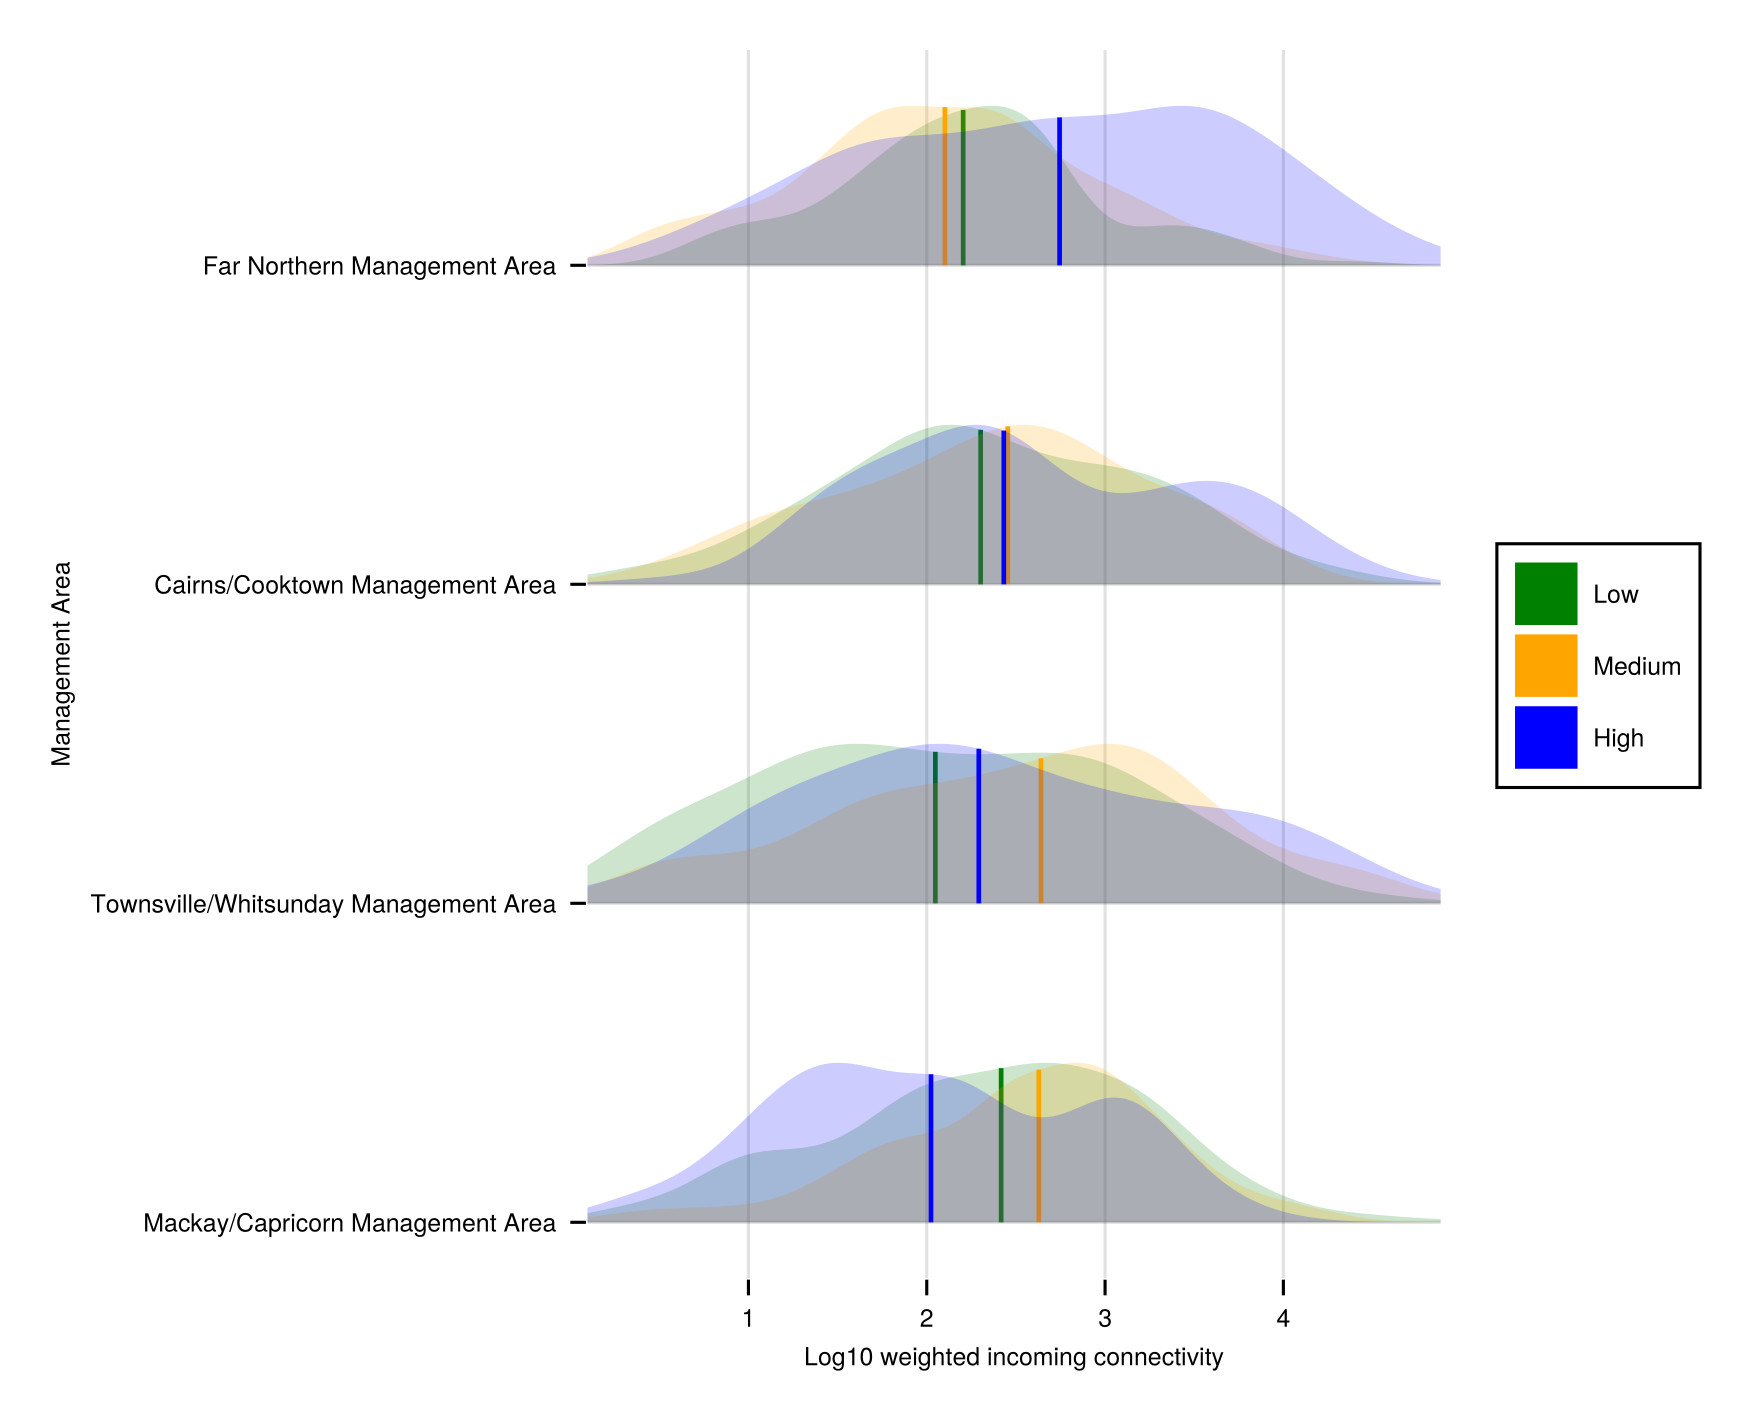 Management Area
Far Northern Management Area
Cairns/Cooktown Management Area
Townsville/Whitsunday Management Area
Mackay/Capricorn Management Area
1 2 3 4
Log10 weighted incoming connectivity
Low
Medium
High